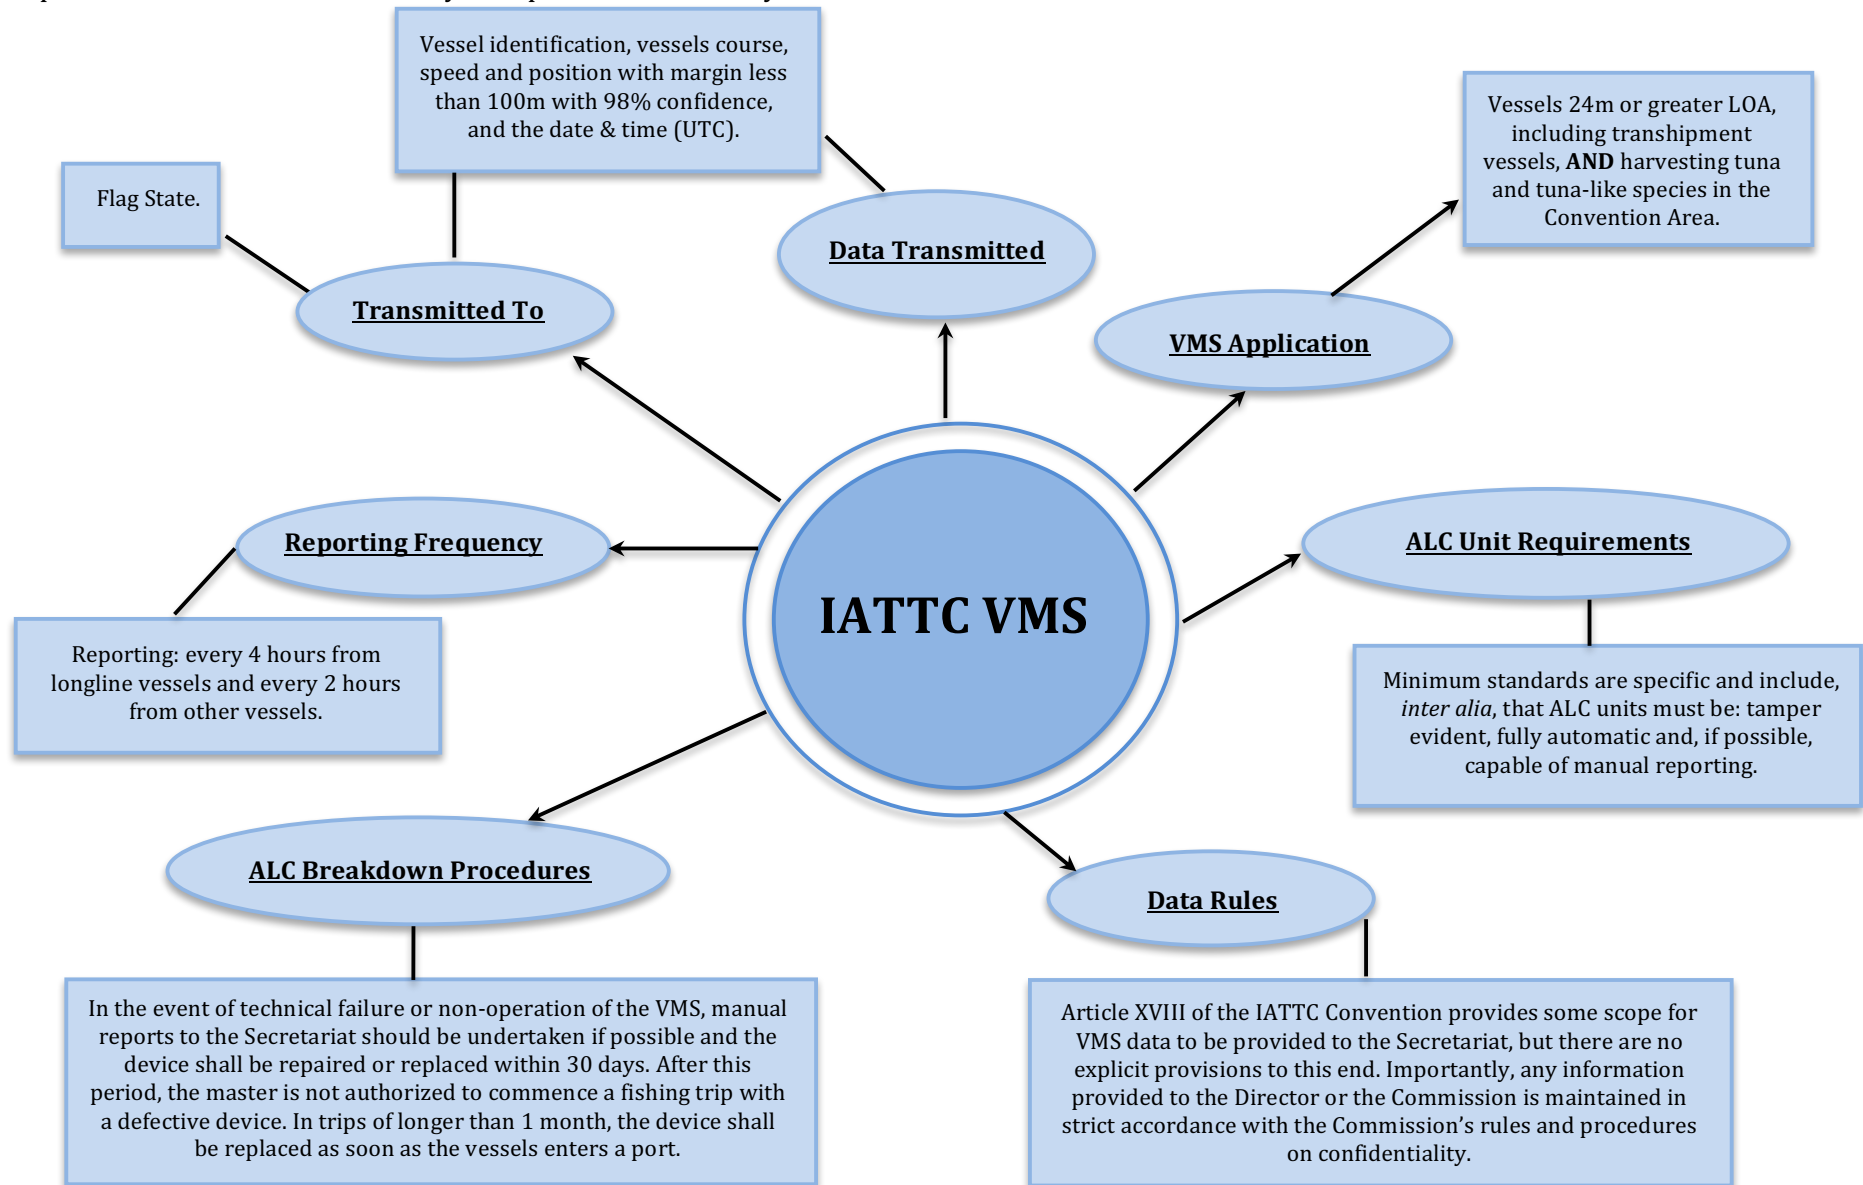 Vessel identification, vessels course,
speed and position with margin less
than 100m with 98% confidence,
and the date & time (UTC).
Vessels 24m or greater LOA,
including transhipment
vessels, AND harvesting tuna
and tuna-like species in the
Convention Area.
Flag State.
Data Transmitted
Transmitted To
VMS Application
Reporting Frequency
ALC Unit Requirements
IATTC VMS
Reporting: every 4 hours from
longline vessels and every 2 hours
from other vessels.
Minimum standards are specific and include,
inter alia, that ALC units must be: tamper
evident, fully automatic and, if possible,
capable of manual reporting.
ALC Breakdown Procedures
Data Rules
In the event of technical failure or non-operation of the VMS, manual
reports to the Secretariat should be undertaken if possible and the
device shall be repaired or replaced within 30 days. After this
period, the master is not authorized to commence a fishing trip with
a defective device. In trips of longer than 1 month, the device shall
be replaced as soon as the vessels enters a port.
Article XVIII of the IATTC Convention provides some scope for
VMS data to be provided to the Secretariat, but there are no
explicit provisions to this end. Importantly, any information
provided to the Director or the Commission is maintained in
strict accordance with the Commission's rules and procedures
on confidentiality.